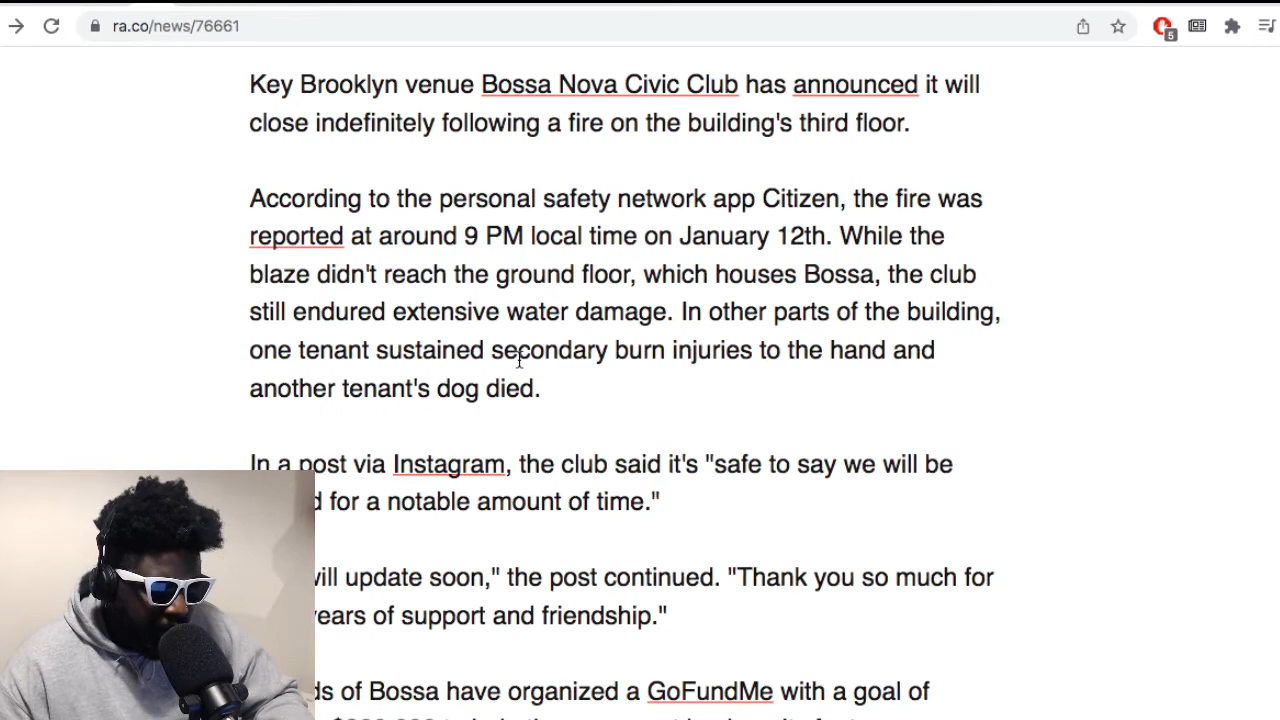 ra.co/news/76661
5
Key Brooklyn venue Bossa Nova Civic Club has announced it will
close indefinitely following a fire on the building's third floor.
According to the personal safety network app Citizen, the fire was
reported at around 9 PM local time on January 12th. While the
blaze didn't reach the ground floor, which houses Bossa, the club
still endured extensive water damage. In other parts of the building,
one tenant sustained secondary burn injuries to the hand and
another tenant's dog died.
In a post via Instagram, the club said it's "safe to say we will be
for a notable amount of time."
will update soon," the post continued. "Thank you so much for
years of support and friendship."
of Bossa have organized a GoFundMe with a goal of